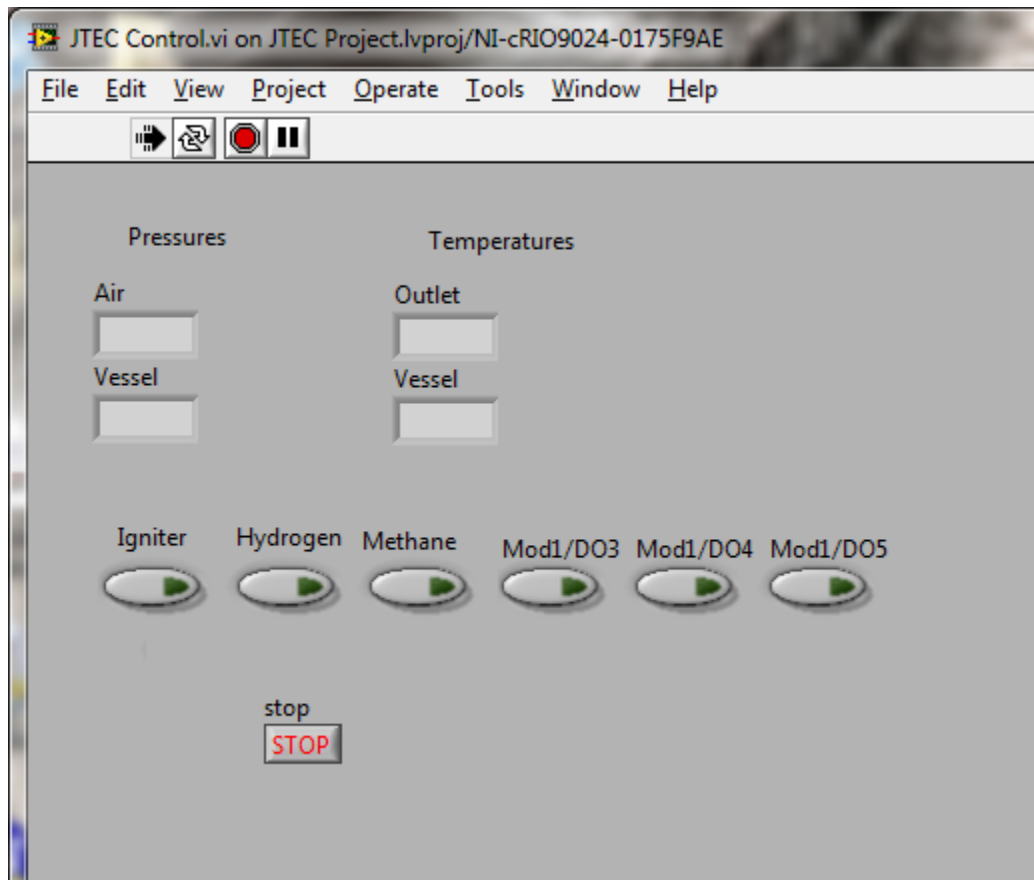 JTEC Control.vi on JTEC Project.lvproj/NI-cRIO9024-0175F9AE
File Edit View Project Operate Tools Window Help
Pressures Temperatures
Air Outlet
Vessel Vessel
Igniter Hydrogen Methane Mod1/DO3 Mod1/DO4 Mod1/DO5
stop
STOP